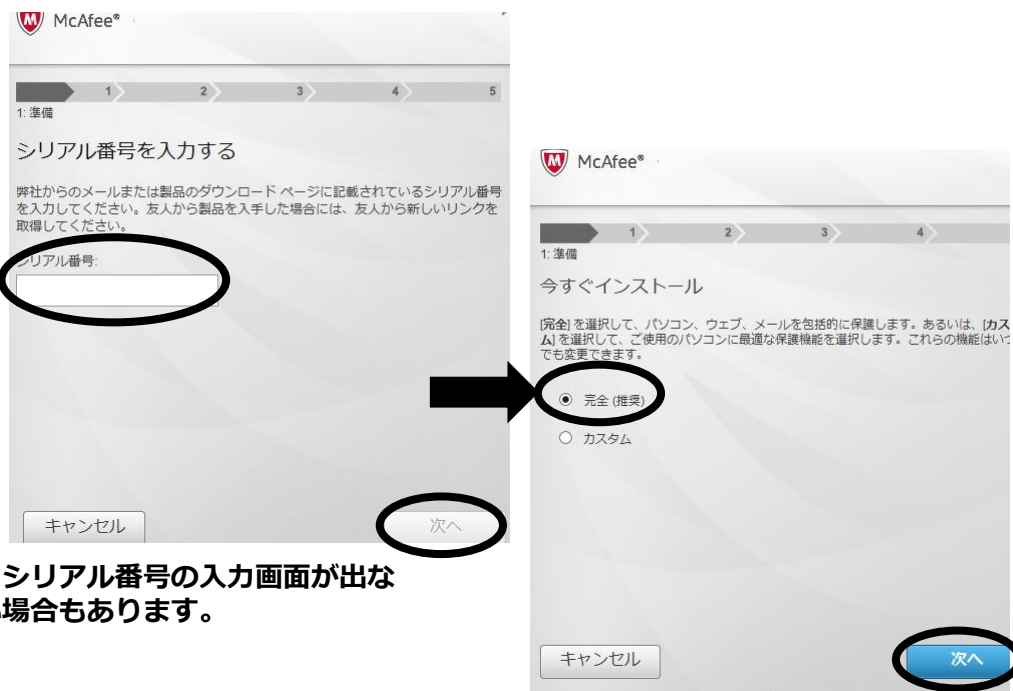 McAfee®
1 2 3 4 5
1: 準備
シリアル番号を入力する
弊社からのメールまたは製品のダウンロード ページに記載されているシリアル番号
を入力してください。友人から製品を入手した場合には、友人から新しいリンクを
取得してください。
シリアル番号:
キャンセル
次へ
シリアル番号の入力画面が出な
場合もあります。
McAfee®
1 2 3 4
1: 準備
今すぐインストール
[完全] を選択して、パソコン、ウェブ、メールを包括的に保護します。あるいは、[カス
ム] を選択して、ご使用のパソコンに最適な保護機能を選択します。これらの機能はいつ
でも変更できます。
完全 (推奨)
カスタム
キャンセル
次へ